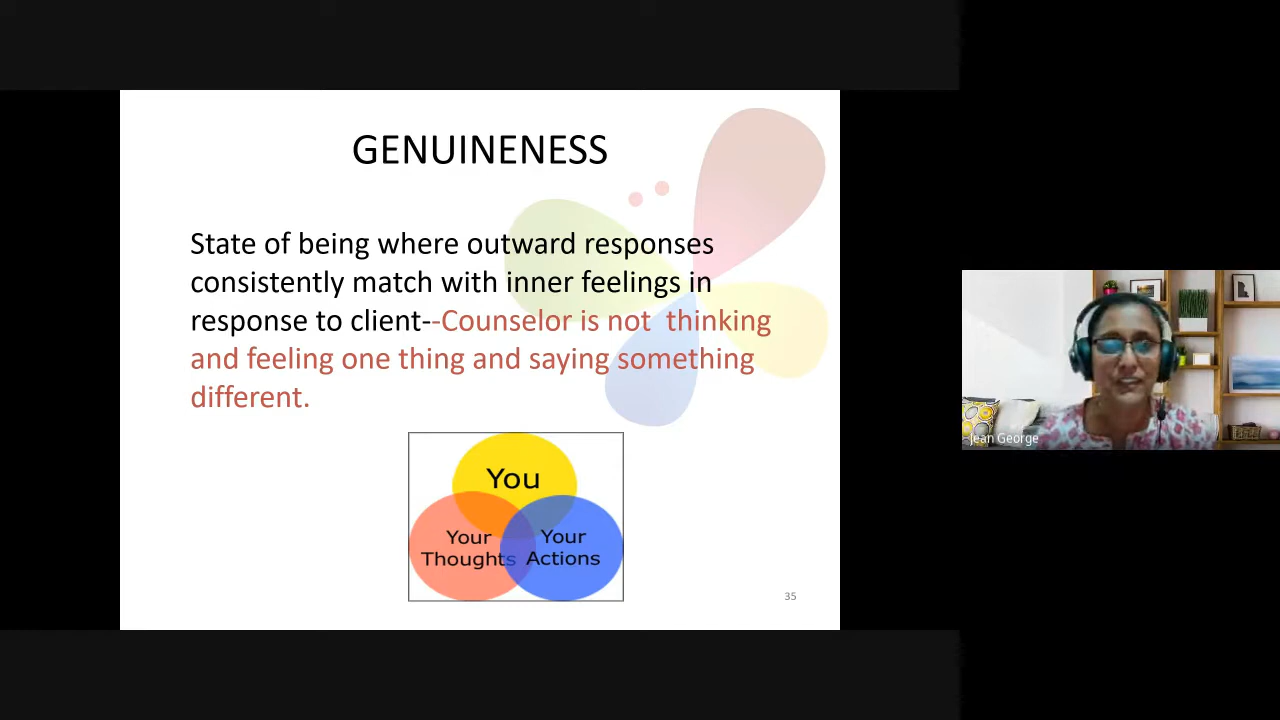 GENUINENESS
State of being where outward responses
consistently match with inner feelings in
response to client--Counselor is not  thinking
and feeling one thing and saying something
different.
You
Your
Thoughts
Your
Actions
35
Jean George